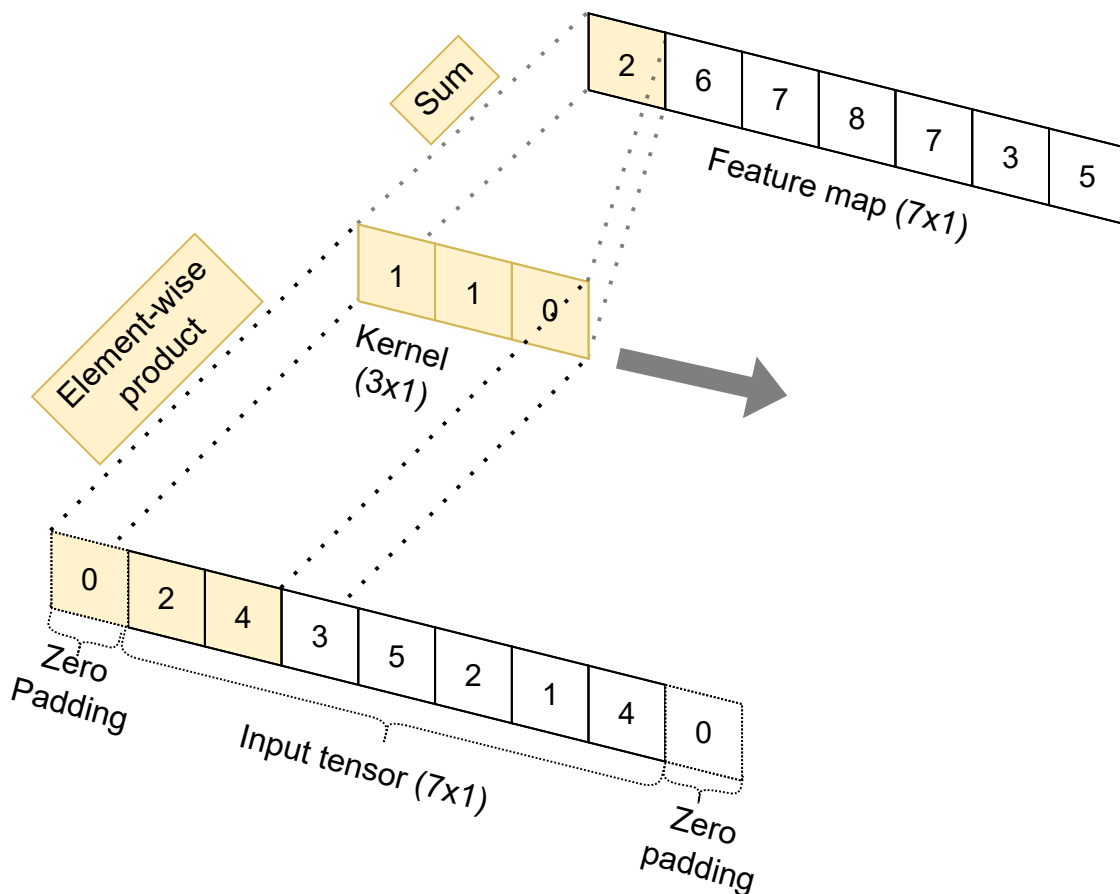 2 6 7 8 7 3 5
Feature map (7x1)
Sum
1 1 0
Kernel
(3x1)
Element-wise
product
0 2 4 3 5 2 1 4 0
Zero
Padding
Input tensor (7x1)
Zero
padding